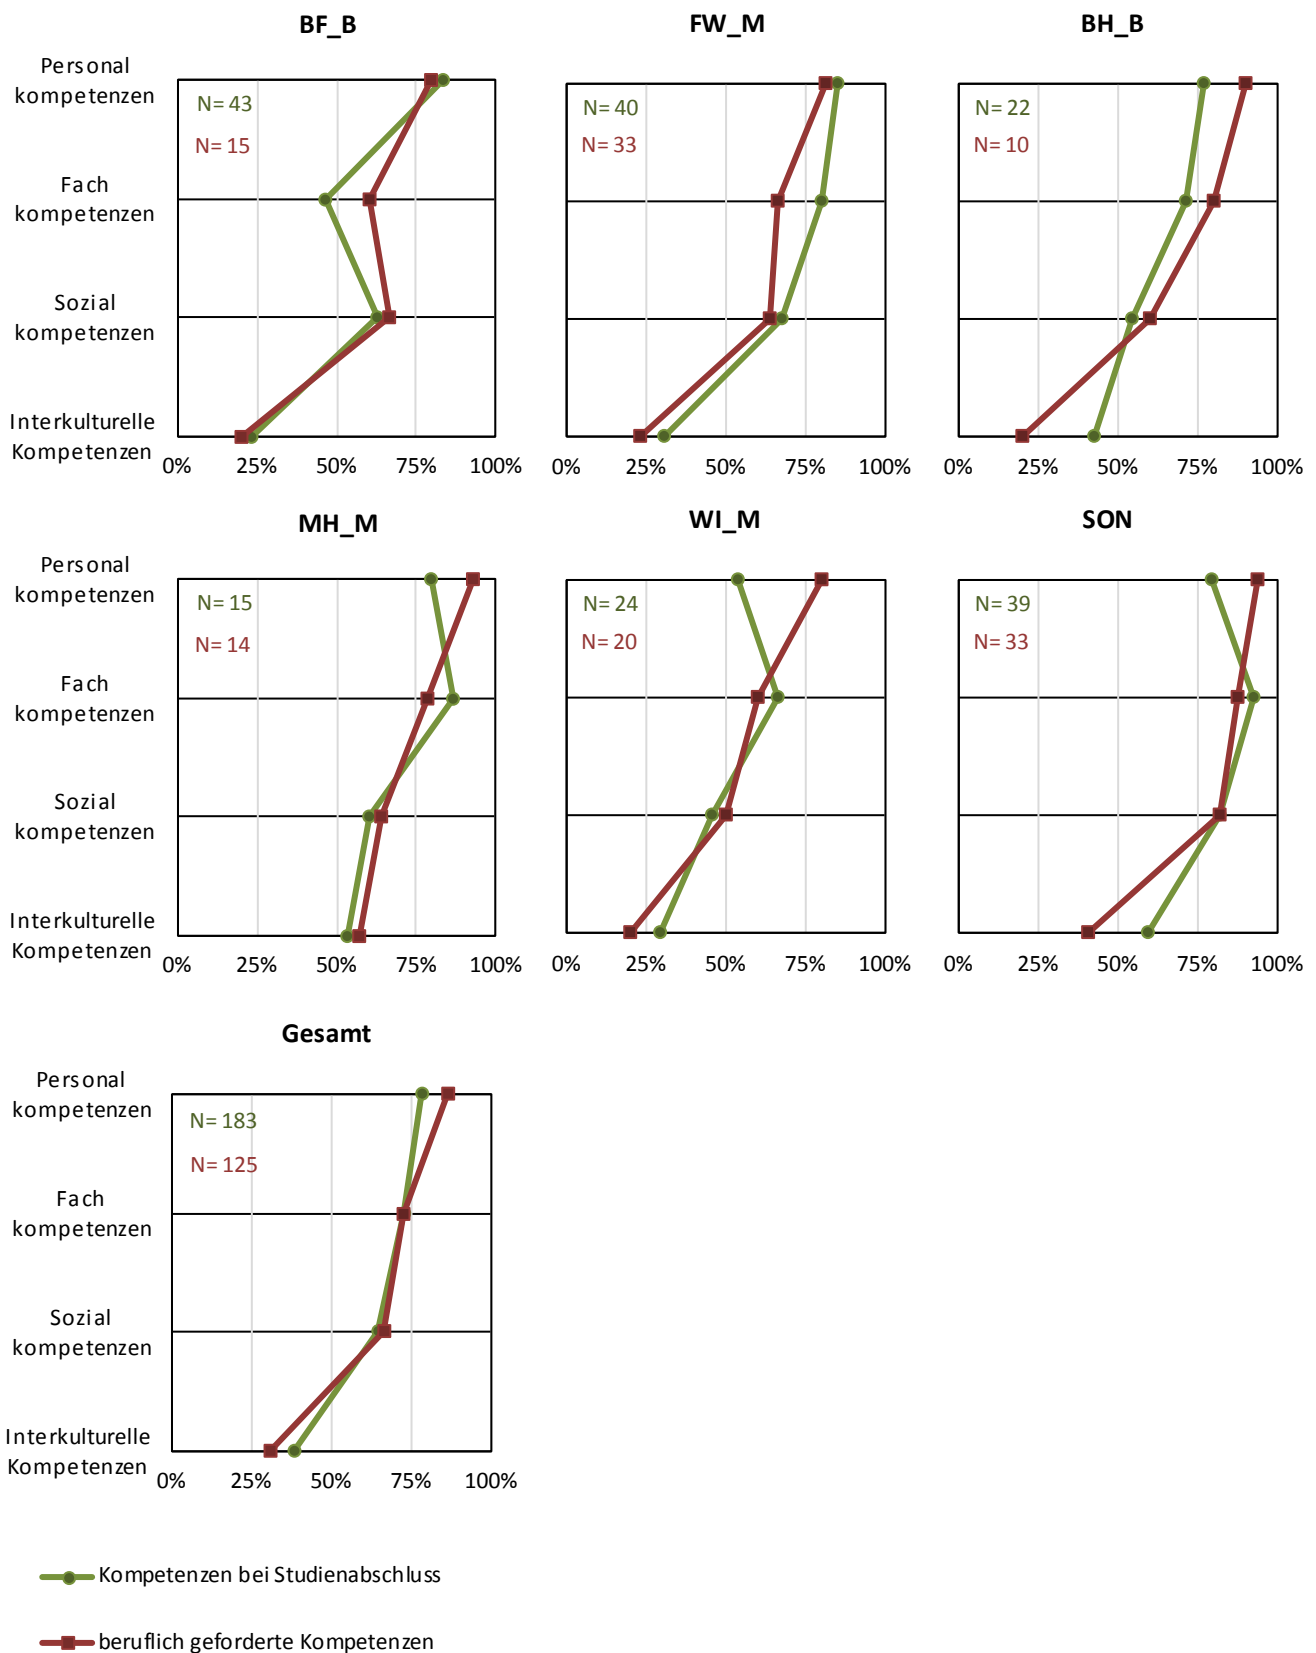 BF_B
FW_M
BH_B
Personal
kompetenzen
Fach
kompetenzen
Sozial
kompetenzen
Interkulturelle
Kompetenzen
N= 43
N= 15
0% 25% 50% 75% 100%
N= 40
N= 33
0% 25% 50% 75% 100%
N= 22
N= 10
0% 25% 50% 75% 100%
MH_M
WI_M
SON
Personal
kompetenzen
Fach
kompetenzen
Sozial
kompetenzen
Interkulturelle
Kompetenzen
N= 15
N= 14
0% 25% 50% 75% 100%
N= 24
N= 20
0% 25% 50% 75% 100%
N= 39
N= 33
0% 25% 50% 75% 100%
Gesamt
Personal
kompetenzen
Fach
kompetenzen
Sozial
kompetenzen
Interkulturelle
Kompetenzen
N= 183
N= 125
0% 25% 50% 75% 100%
Kompetenzen bei Studienabschluss
beruflich geforderte Kompetenzen